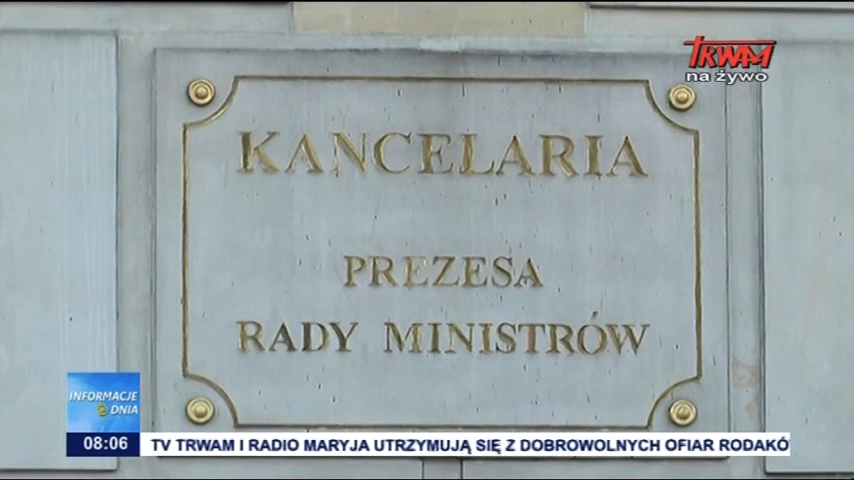 TRWAM
na żywo
KANCELARIA
PREZESA
RADY MINISTRÓW
INFORMACJE
DNIA
08:06
TV TRWAM I RADIO MARYJA UTRZYMUJĄ SIĘ Z DOBROWOLNYCH OFIAR RODAKÓ